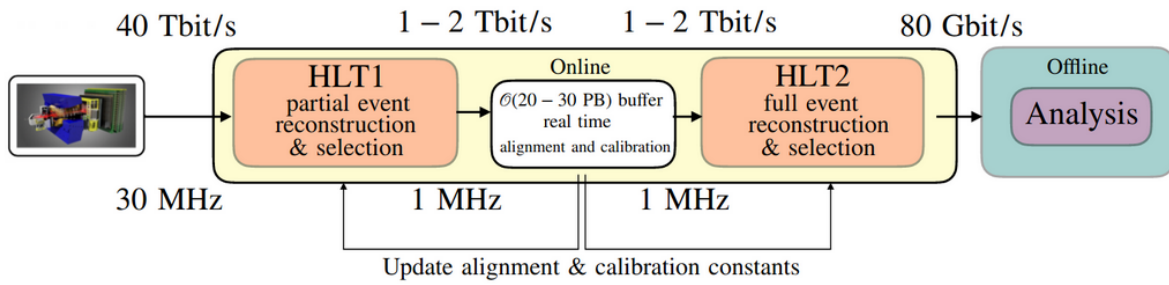 40 Tbit/s
1 − 2 Tbit/s
1 − 2 Tbit/s
80 Gbit/s
Online
Offline
HLT1
partial event
reconstruction
& selection
𝒪(20 − 30 PB) buffer
real time
alignment and calibration
HLT2
full event
reconstruction
& selection
Analysis
30 MHz
1 MHz
1 MHz
Update alignment & calibration constants